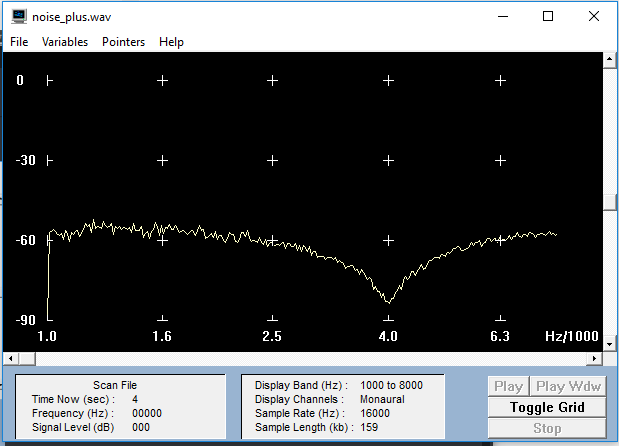 noise_plus.wav
File Variables Pointers Help
0
-30
-60
-90
1.0 1.6 2.5 4.0 6.3 Hz/1000
Scan File
Time Now (sec) : 4
Frequency (Hz) : 00000
Signal Level (dB) 000
Display Band (Hz) : 1000 to 8000
Display Channels : Monaural
Sample Rate (Hz) : 16000
Sample Length (kb) : 159
Play Play Wdw
Toggle Grid
Stop